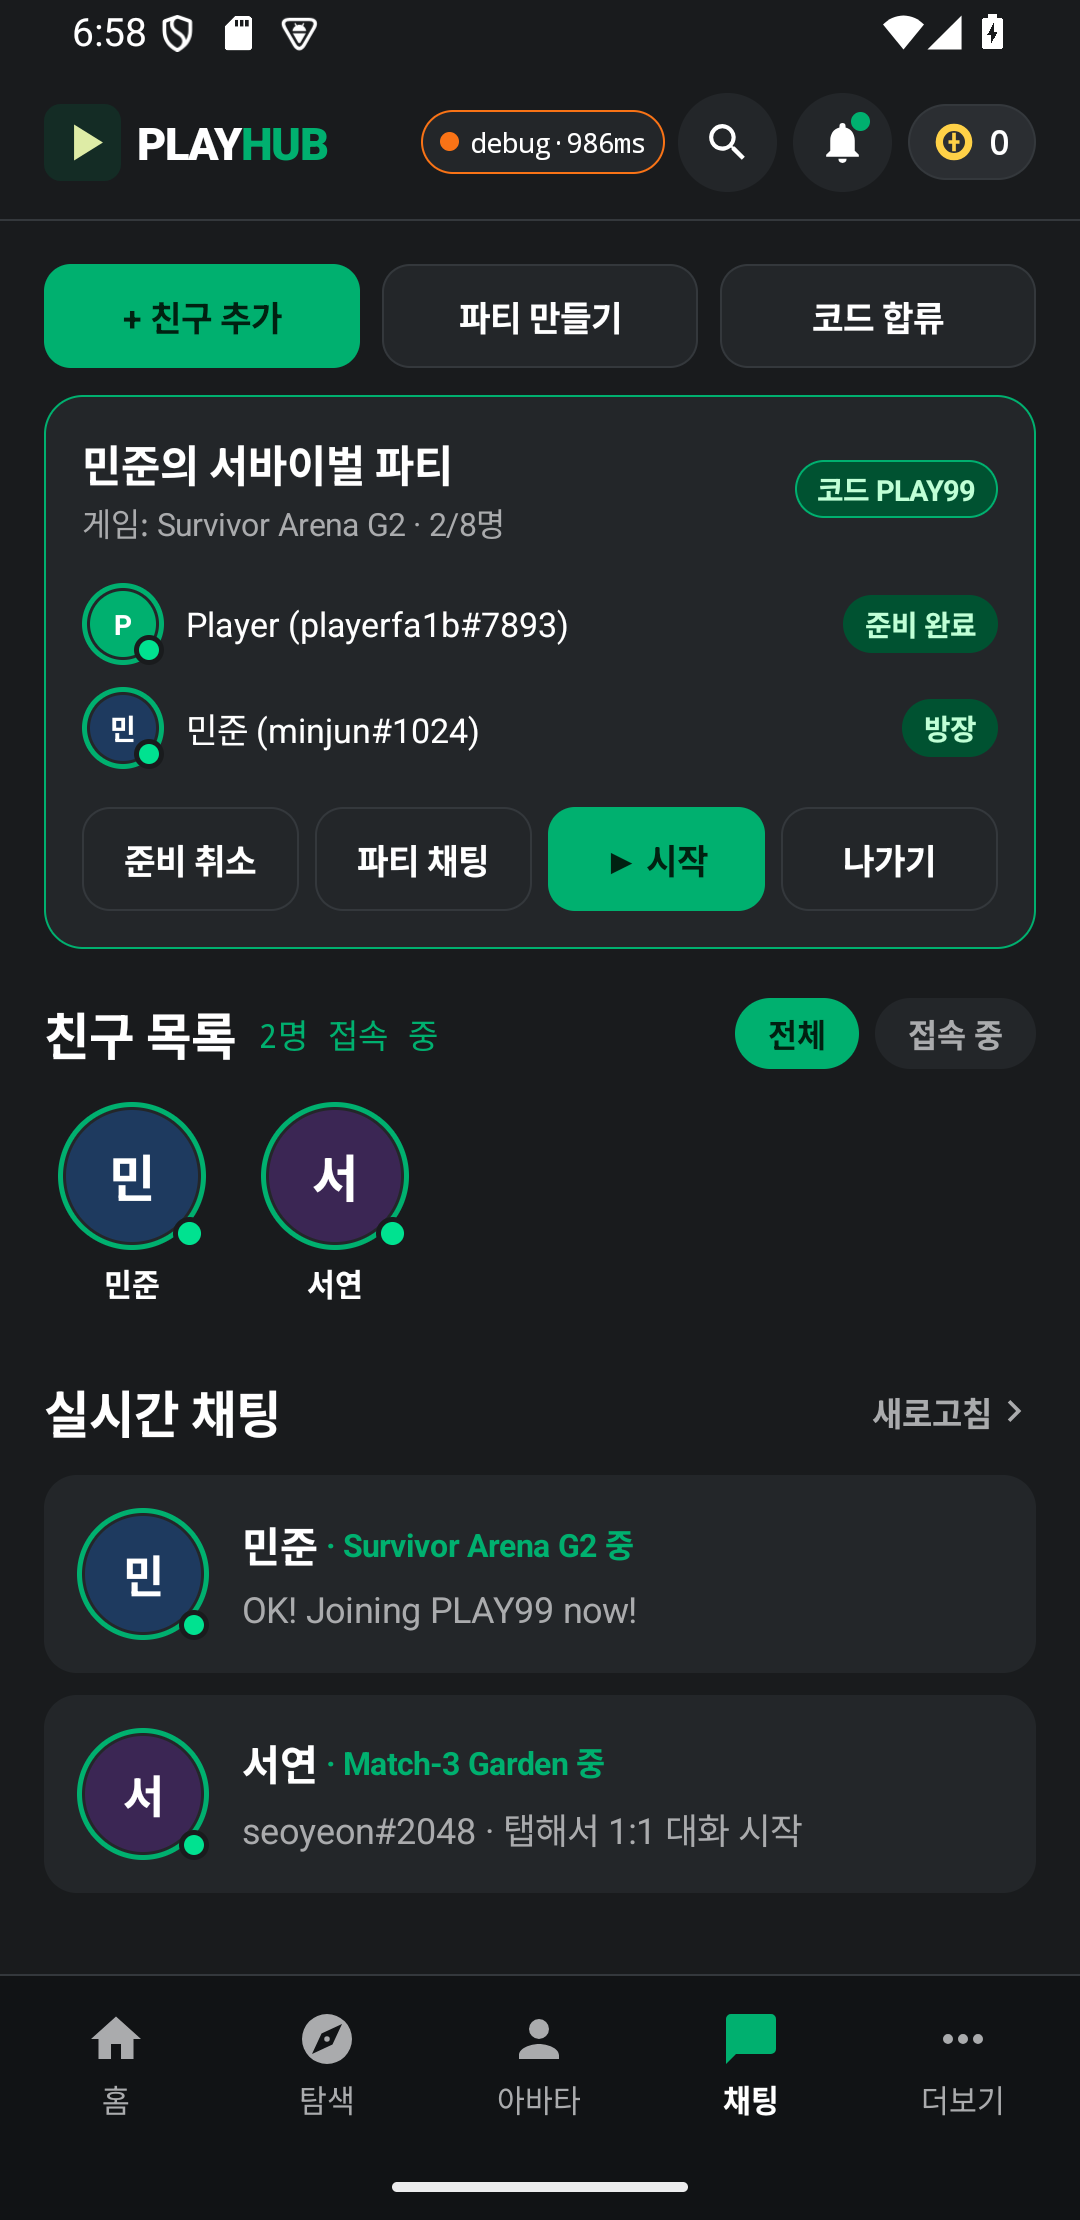 6:58
PLAYHUB
debug · 986ms
0
+ 친구 추가
파티 만들기
코드 합류
민준의 서바이벌 파티
코드 PLAY99
게임: Survivor Arena G2 · 2/8명
P
Player (playerfa1b#7893)
준비 완료
민
민준 (minjun#1024)
방장
준비 취소
파티 채팅
▶ 시작
나가기
친구 목록
2명 접속 중
전체
접속 중
민
서
민준
서연
실시간 채팅
새로고침 >
민
민준 · Survivor Arena G2 중
OK! Joining PLAY99 now!
서
서연 · Match-3 Garden 중
seoyeon#2048 · 탭해서 1:1 대화 시작
홈
탐색
아바타
채팅
더보기